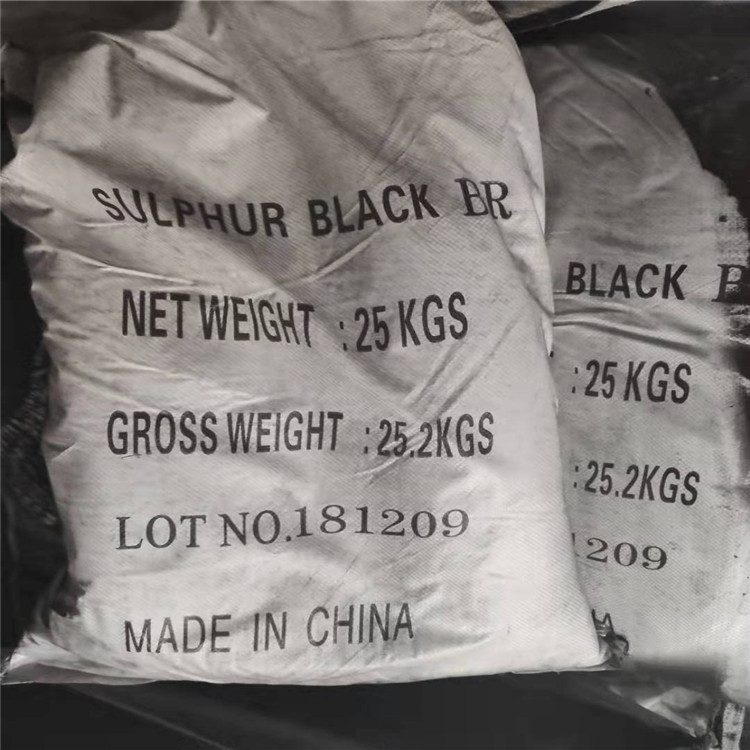 SULPHUR BLACK BR
NET WEIGHT : 25 KGS
GROSS WEIGHT : 25.2KGS
LOT NO.181209
MADE IN CHINA
BLACK
: 25 KGS
: 25.2KGS
1209